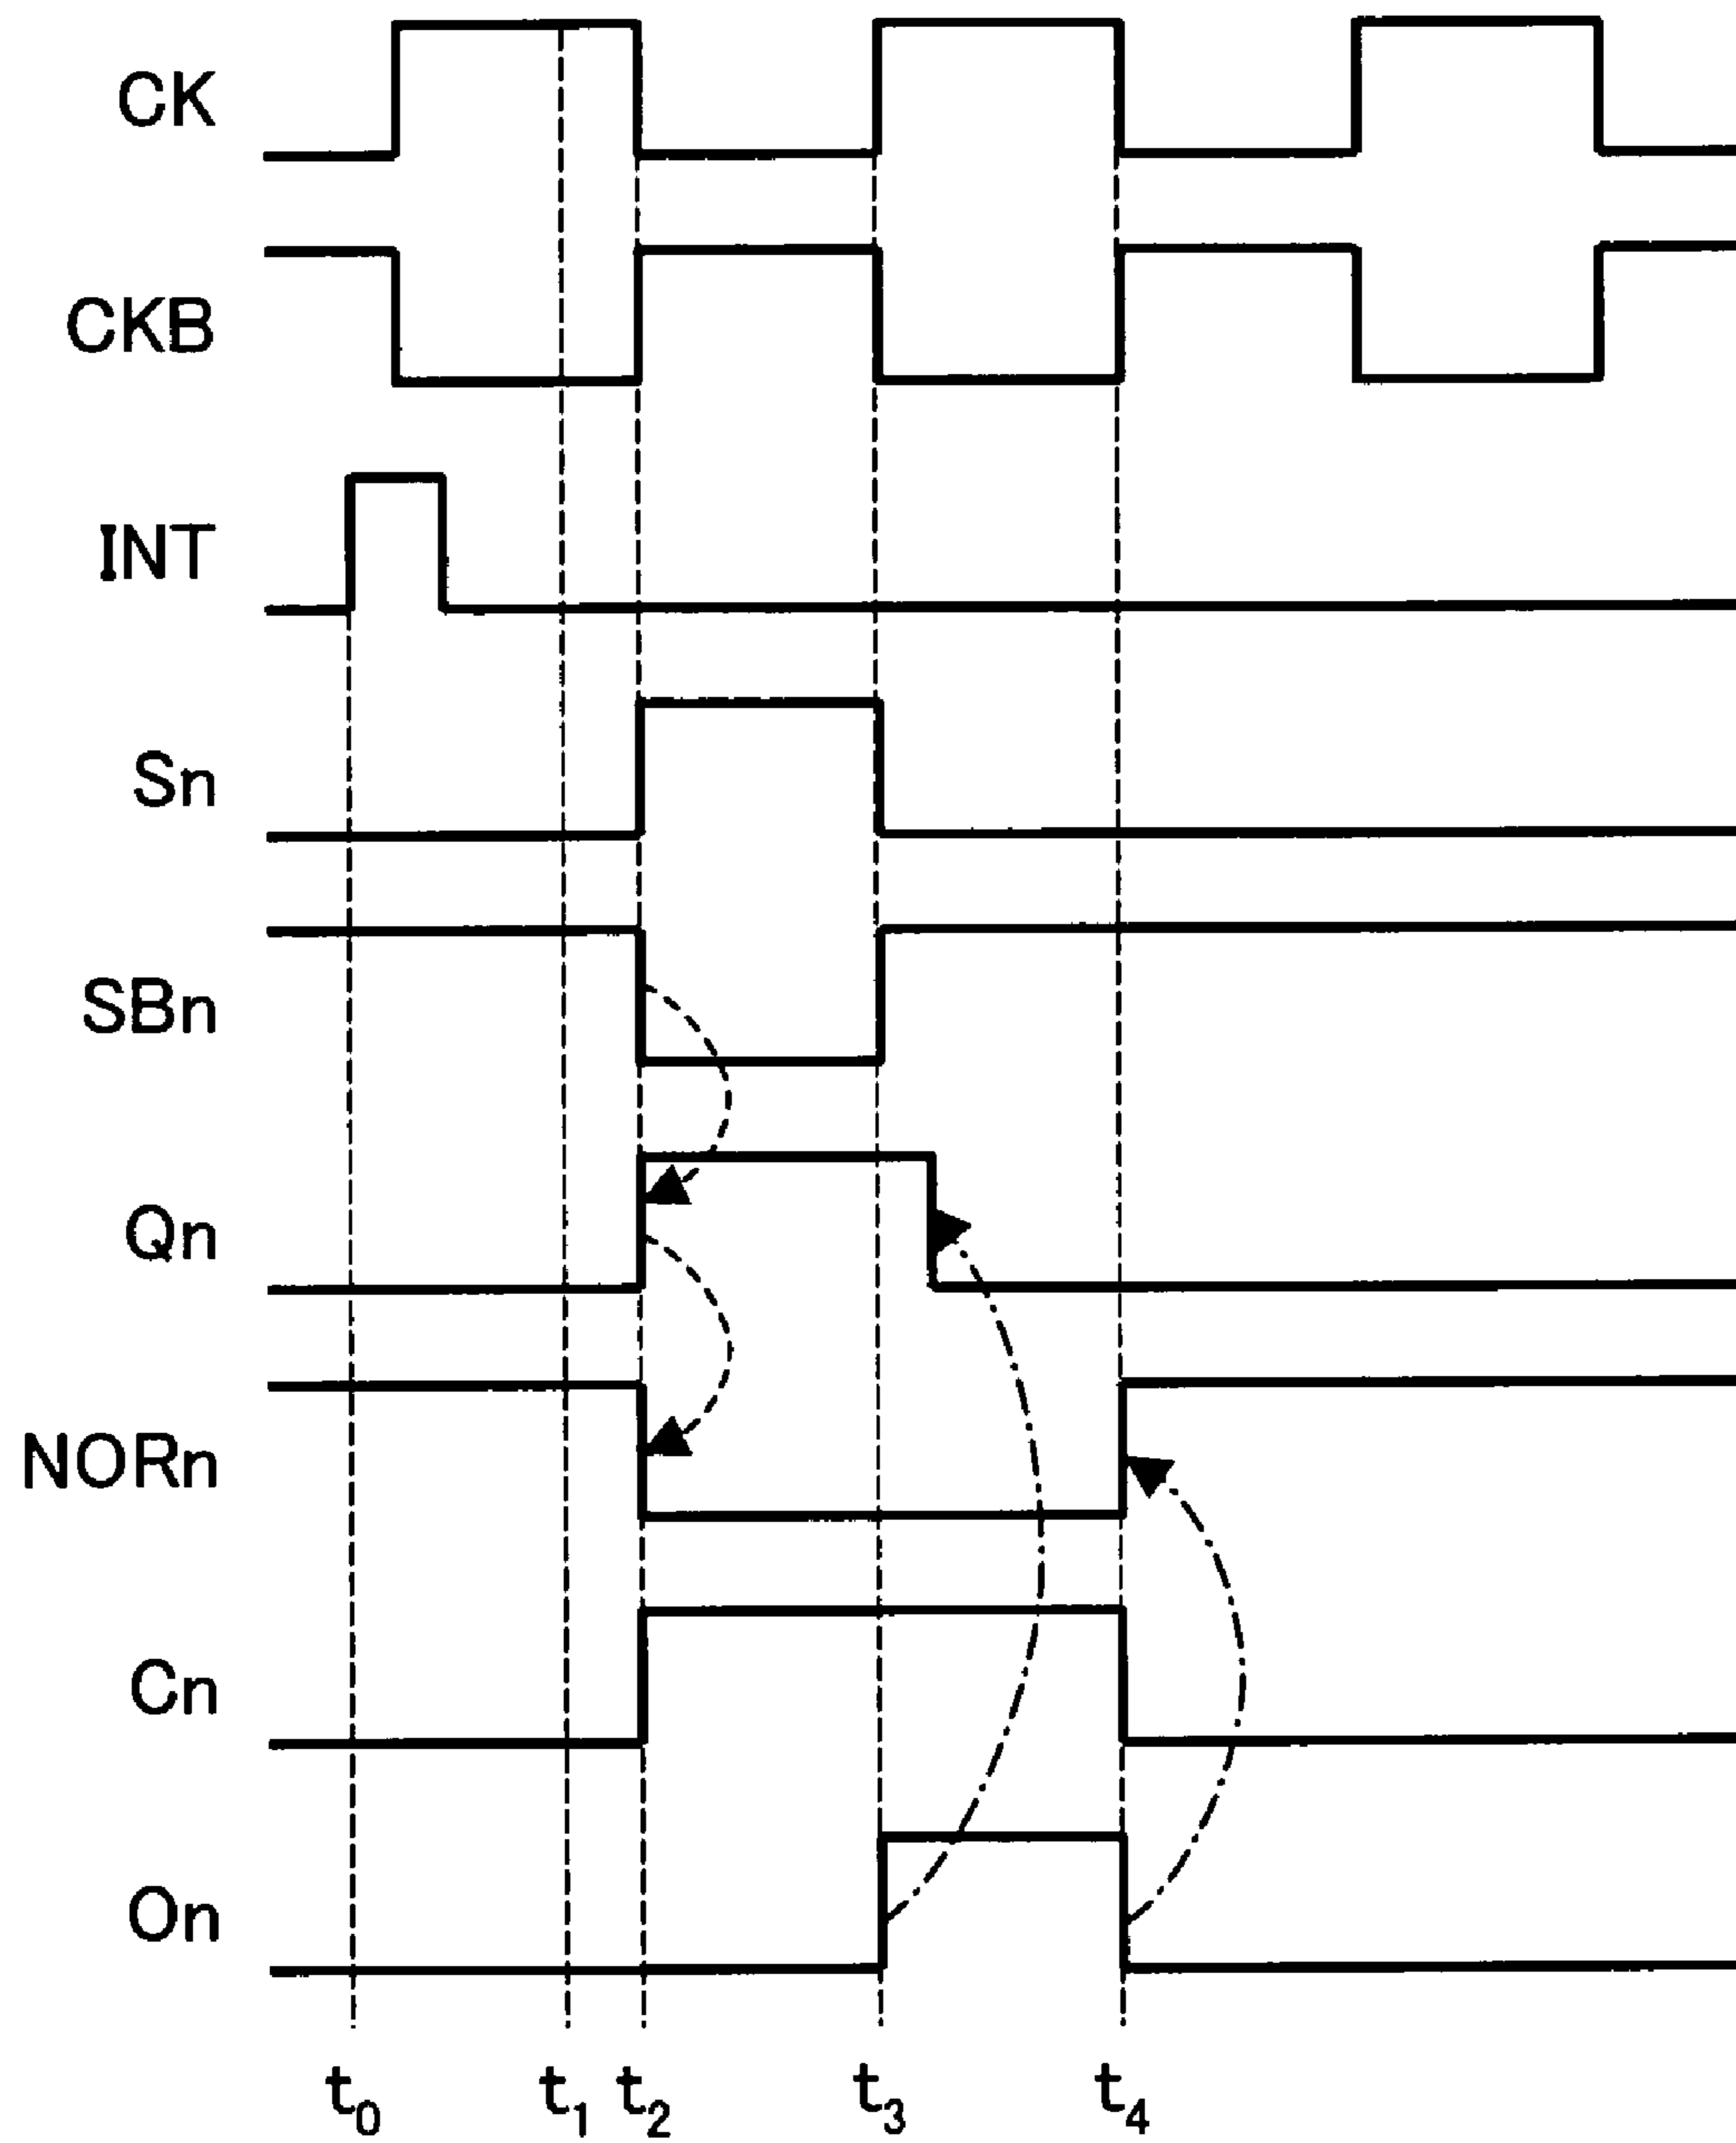 CK
CKB
INT
Sn
SBn
Qn
NORn
Cn
On
t0 t1 t2 t3 t4